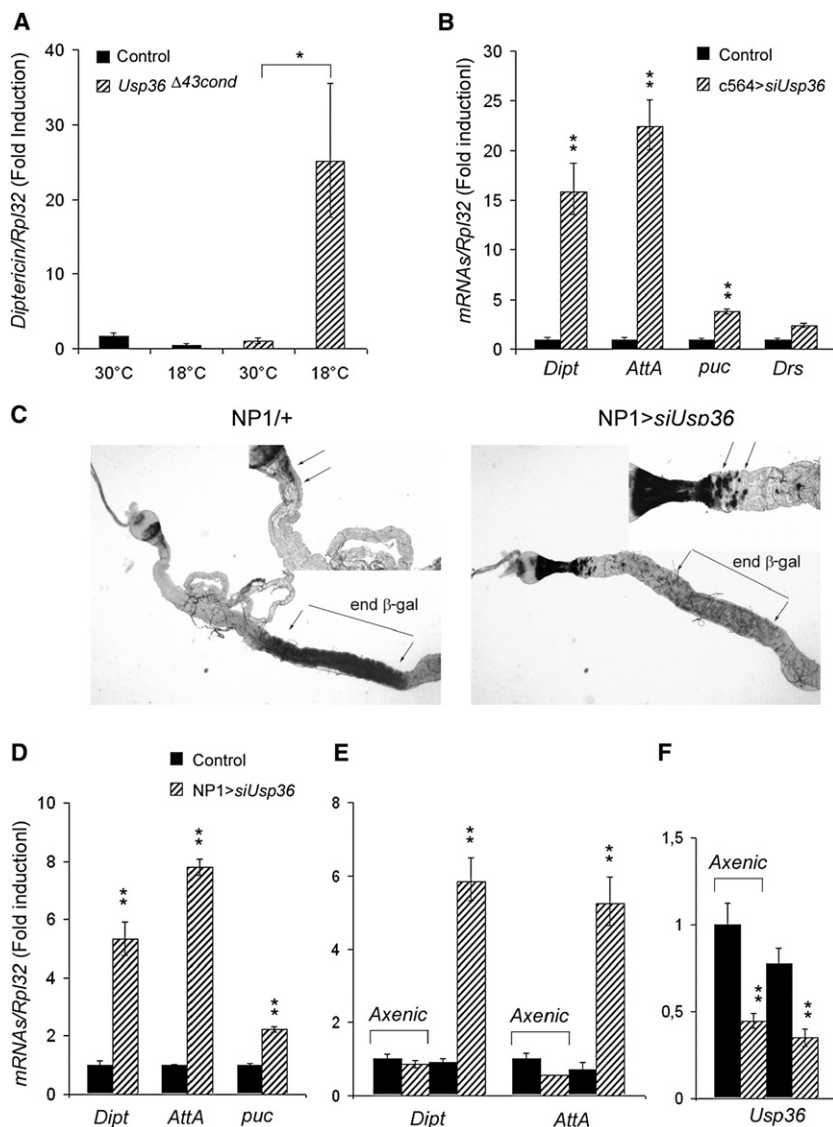 A
Diptericin/Rpl32 (Fold Induction)
40
30
20
10
0
Control
Usp36 Δ43cond
*
30°C 18°C 30°C 18°C
B
mRNAs/Rpl32 (Fold inductionl)
30
25
20
15
10
5
0
Control
c564>siUsp36
**
**
**
Dipt AttA puc Drs
C
NP1/+
end β-gal
NP1>siUsp36
end β-gal
D
mRNAs/Rpl32 (Fold inductionl)
10
8
6
4
2
0
Control
NP1>siUsp36
**
**
**
Dipt AttA puc
E
8
6
4
2
0
Axenic
**
Axenic
**
Dipt AttA
F
1,5
1
0,5
0
Axenic
**
**
Usp36